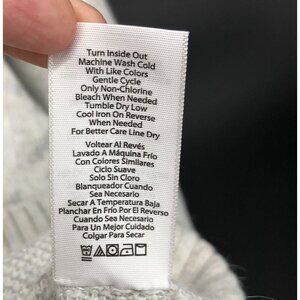 Turn Inside Out
Machine Wash Cold
With Like Colors
Gentle Cycle
Only Non-Chlorine
Bleach When Needed
Tumble Dry Low
Cool Iron On Reverse
When Needed
For Better Care Line Dry
Voltear Al Revés
Lavado A Máquina Frío
Con Colores Similares
Ciclo Suave
Solo Sin Cloro
Blanqueador Cuando
Sea Necesario
Secar A Temperatura Baja
Planchar En Frío Por El Reverso
Cuando Sea Necesario
Para Un Mejor Cuidado
Colgar Para Secar